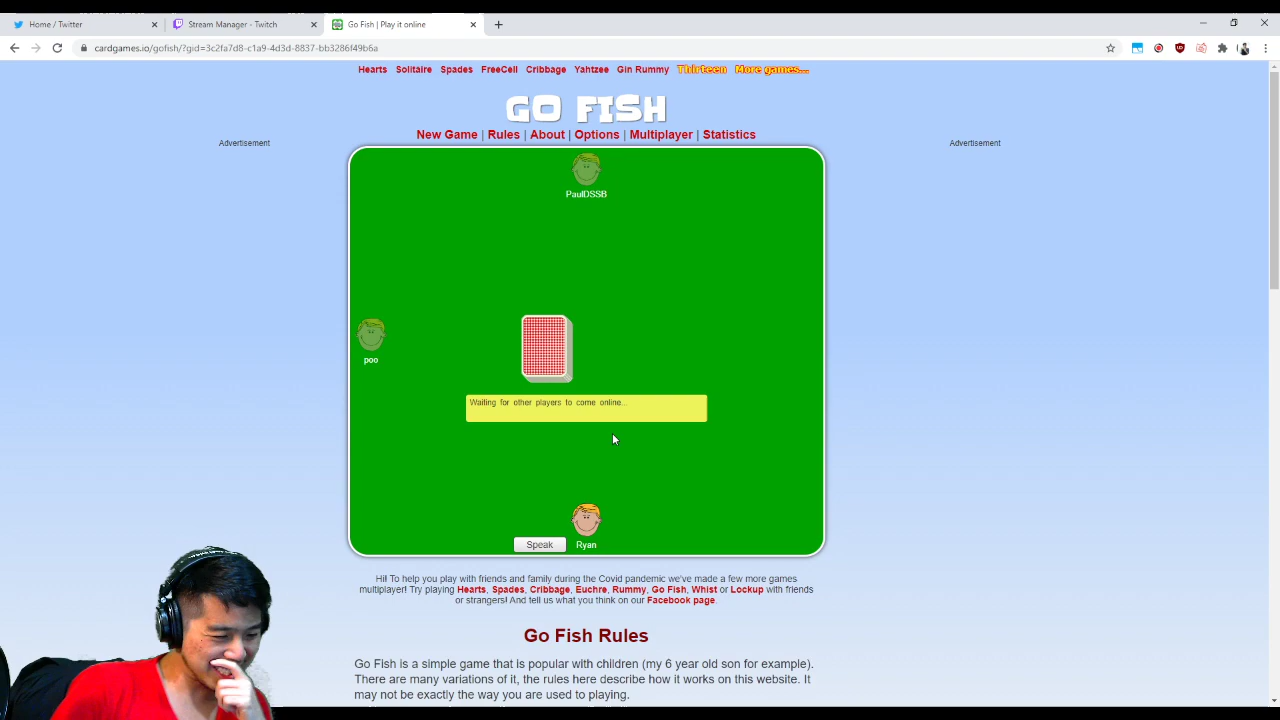 Home / Twitter
Stream Manager - Twitch
Go Fish | Play it online
cardgames.io/gofish/?gid=3c2fa7d8-c1a9-4d3d-8837-bb3286f49b6a
Hearts Solitaire Spades FreeCell Cribbage Yahtzee Gin Rummy Thirteen More games...
GO FISH
New Game | Rules | About | Options | Multiplayer | Statistics
Advertisement
Advertisement
PaulDSSB
poo
Waiting for other players to come online...
Speak
Ryan
Hi! To help you play with friends and family during the Covid pandemic we've made a few more games
multiplayer! Try playing Hearts, Spades, Cribbage, Euchre, Rummy, Go Fish, Whist or Lockup with friends
or strangers! And tell us what you think on our Facebook page.
Go Fish Rules
Go Fish is a simple game that is popular with children (my 6 year old son for example).
There are many variations of it, the rules here describe how it works on this website. It
may not be exactly the way you are used to playing.